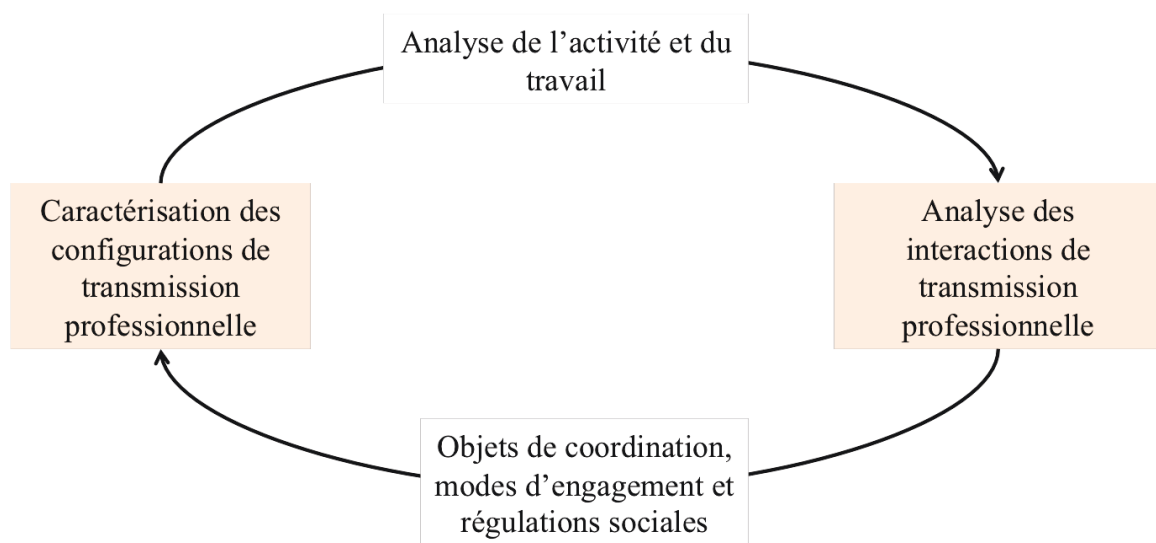 Analyse de l’activité et du
travail
Caractérisation des
configurations de
transmission
professionnelle
Analyse des
interactions de
transmission
professionnelle
Objets de coordination,
modes d’engagement et
régulations sociales